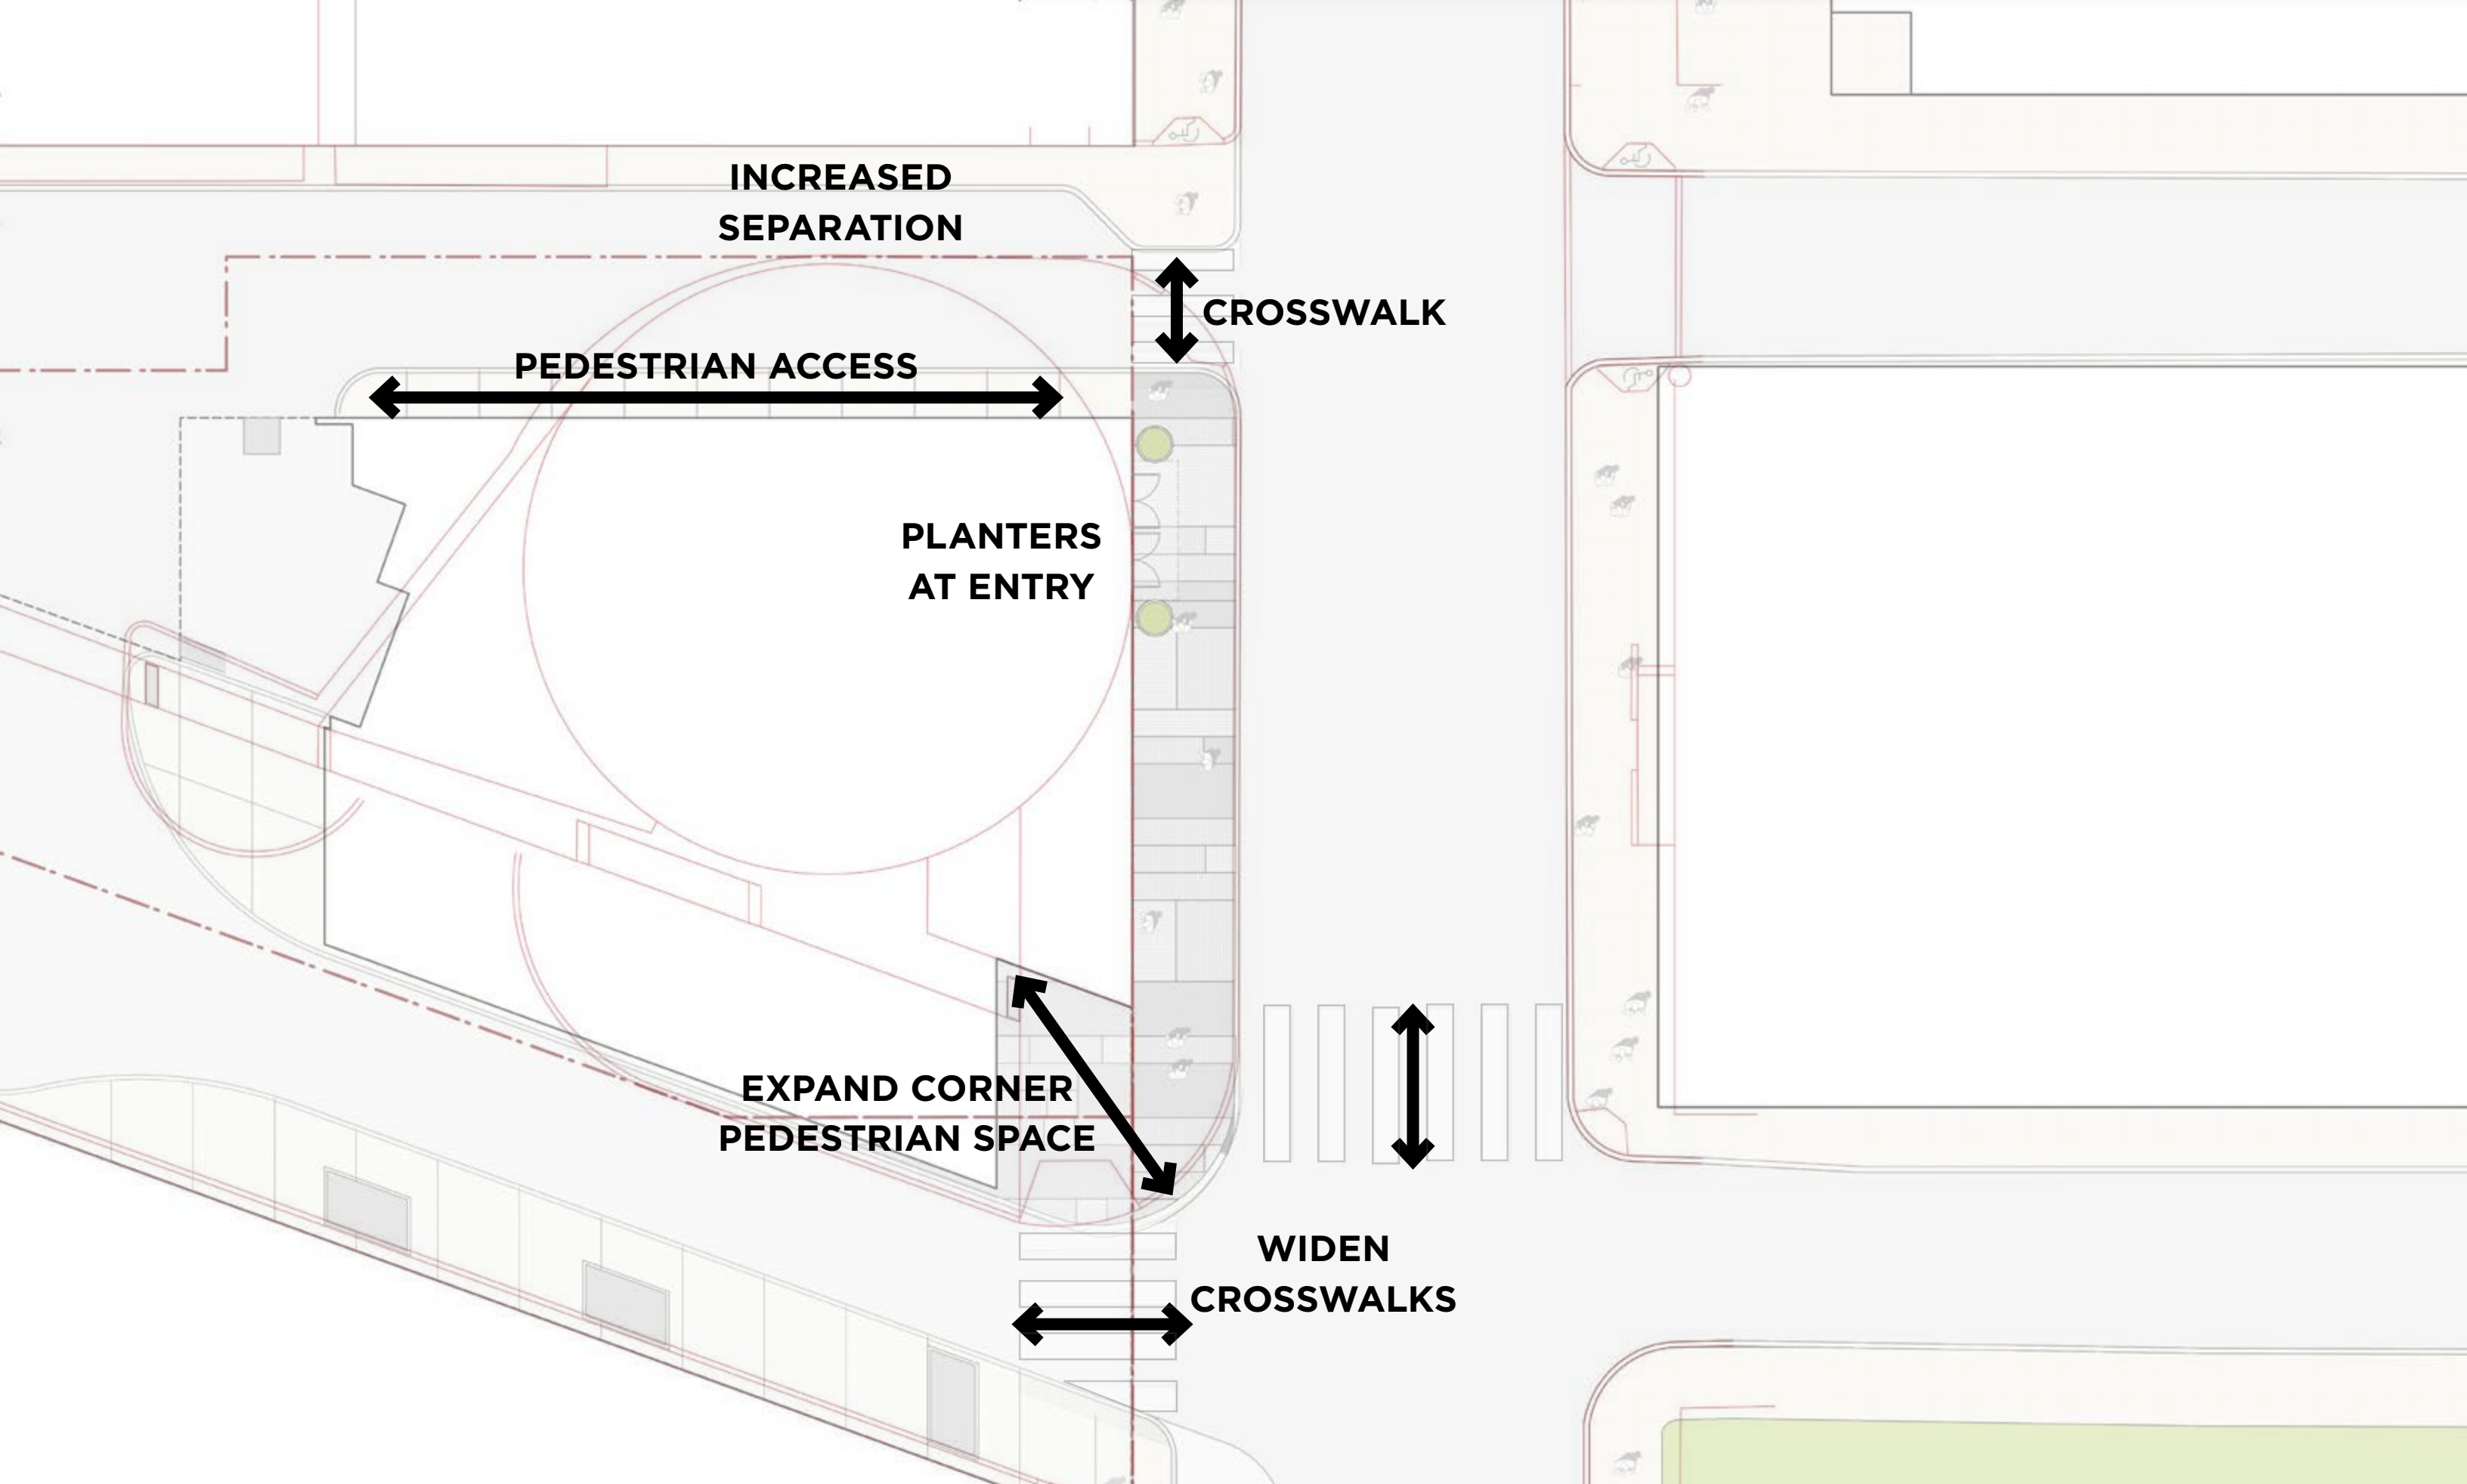 INCREASED
SEPARATION
CROSSWALK
PEDESTRIAN ACCESS
PLANTERS
AT ENTRY
EXPAND CORNER
PEDESTRIAN SPACE
WIDEN
CROSSWALKS